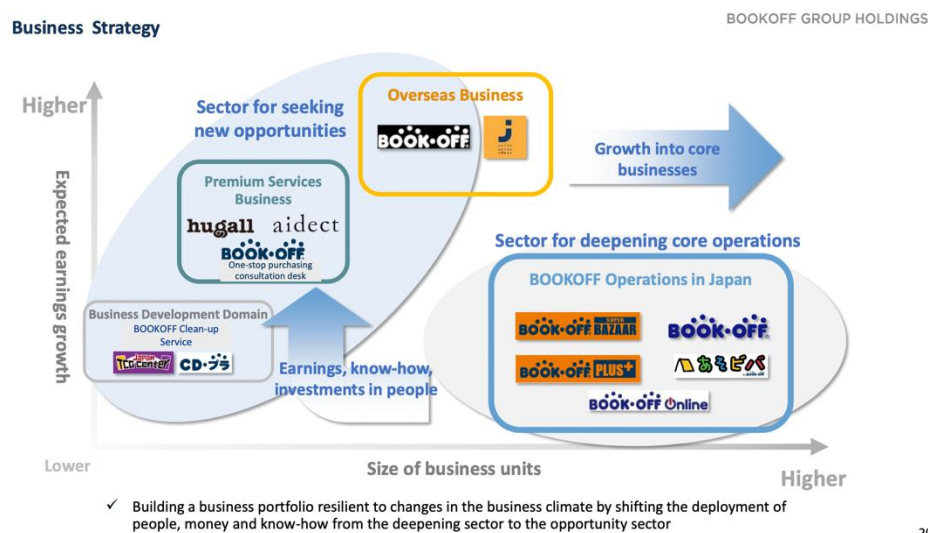 Business Strategy
BOOKOFF GROUP HOLDINGS
Higher
Expected earnings growth
Lower
Sector for seeking
new opportunities
Overseas Business
BOOK·OFF
J
Growth into core
businesses
Premium Services
Business
hugall aidect
BOOK·OFF
One-stop purchasing
consultation desk
Sector for deepening core operations
BOOKOFF Operations in Japan
SUPER
BOOK·OFF BAZAAR
BOOK·OFF
BOOK·OFF PLUS+
あそビバ
BOOK·OFF Online
Business Development Domain
BOOKOFF Clean-up
Service
Japan
TCG Center
CD·プラ
Earnings, know-how,
investments in people
Size of business units
Higher
✓ Building a business portfolio resilient to changes in the business climate by shifting the deployment of
people, money and know-how from the deepening sector to the opportunity sector